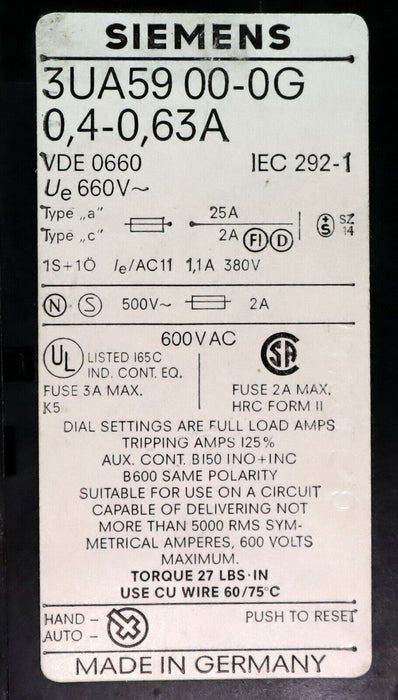 SIEMENS
3UA59 00-0G
0,4-0,63A
VDE 0660 IEC 292-1
Ue 660V~
Type „a" 25A
Type „c" 2A FI D +S SZ 14
1S+1Ö Ie/AC11 1,1A 380V
N S 500V~ 2A
600VAC
UL LISTED 165C
IND. CONT. EQ.
FUSE 3A MAX.
K5
SA
FUSE 2A MAX,
HRC FORM II
DIAL SETTINGS ARE FULL LOAD AMPS
TRIPPING AMPS 125%
AUX. CONT. B150 INO+INC
B600 SAME POLARITY
SUITABLE FOR USE ON A CIRCUIT
CAPABLE OF DELIVERING NOT
MORE THAN 5000 RMS SYM-
METRICAL AMPERES, 600 VOLTS
MAXIMUM.
TORQUE 27 LBS·IN
USE CU WIRE 60/75°C
HAND – PUSH TO RESET
AUTO –
MADE IN GERMANY